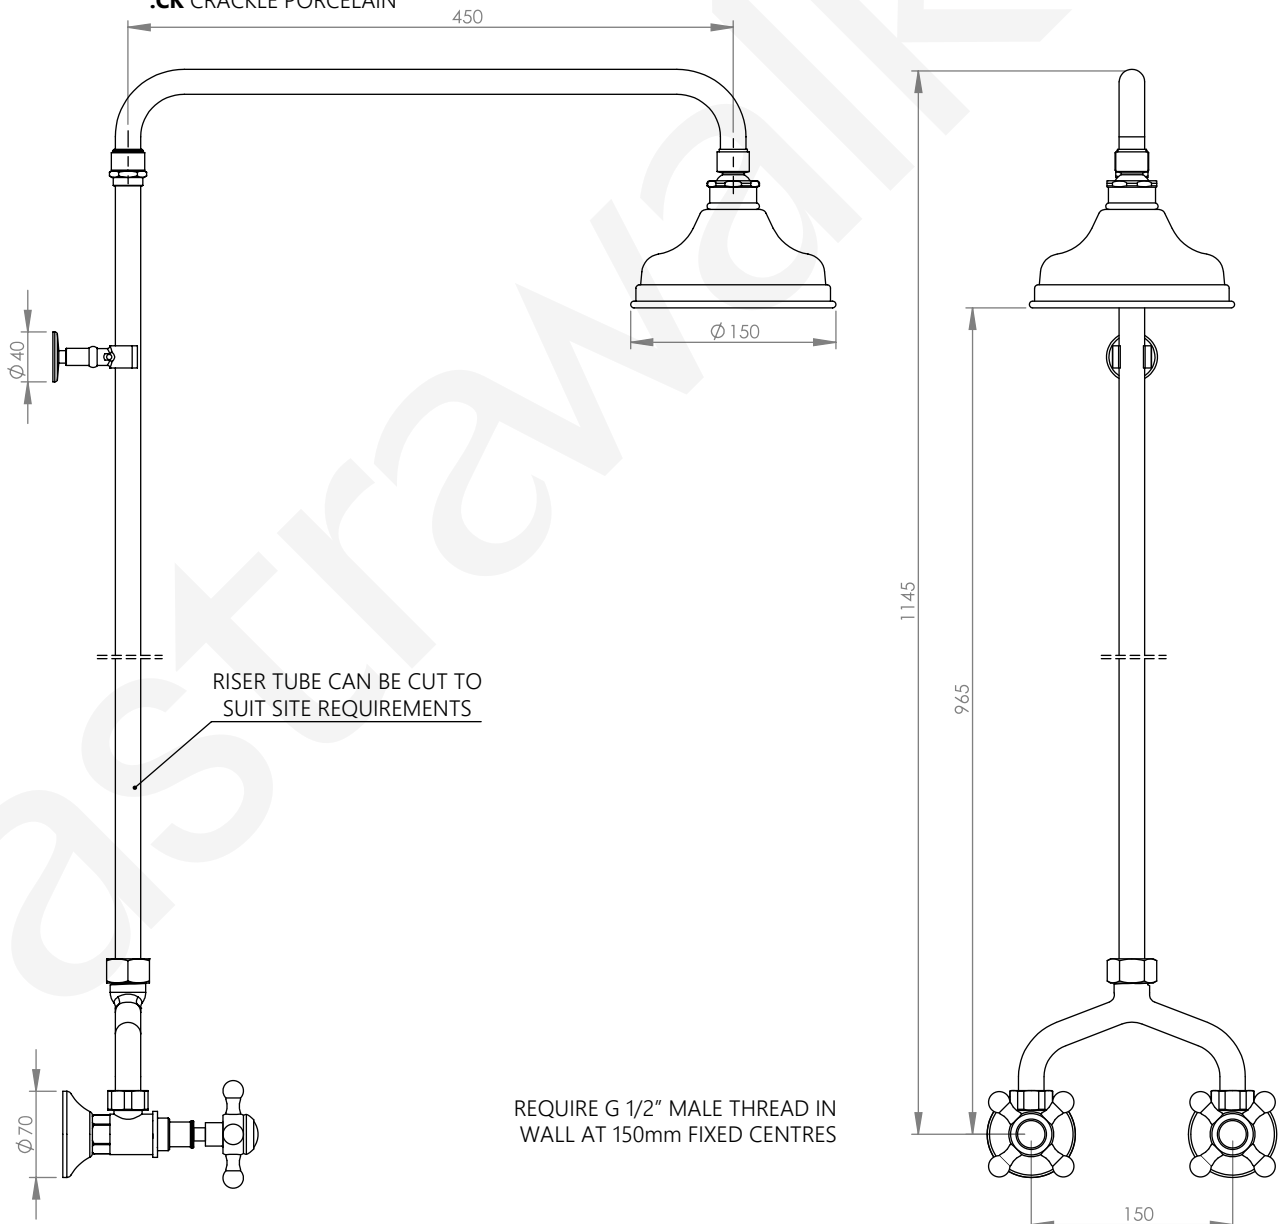 .CK CRACKLE PORCELAIN
450
Ø150
Ø40
1145
965
RISER TUBE CAN BE CUT TO
SUIT SITE REQUIREMENTS
REQUIRE G 1/2” MALE THREAD IN
WALL AT 150mm FIXED CENTRES
Ø70
150
astrawalk